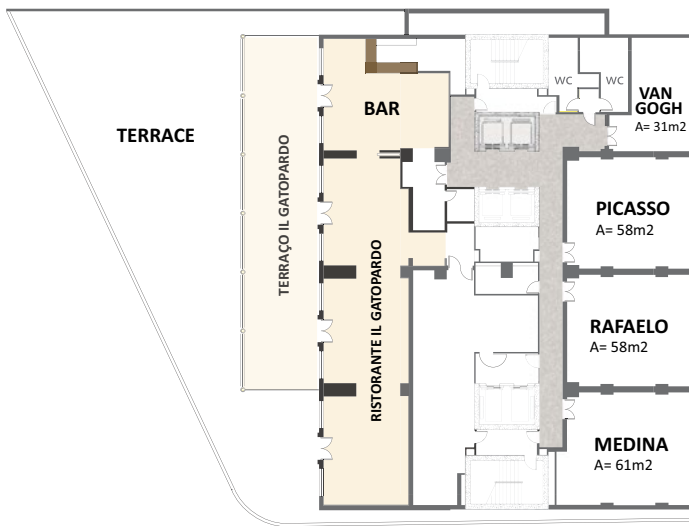 WC
WC
VAN
GOGH
A= 31m2
BAR
TERRACE
TERRAÇO IL GATOPARDO
PICASSO
A= 58m2
RISTORANTE IL GATOPARDO
RAFAELO
A= 58m2
MEDINA
A= 61m2